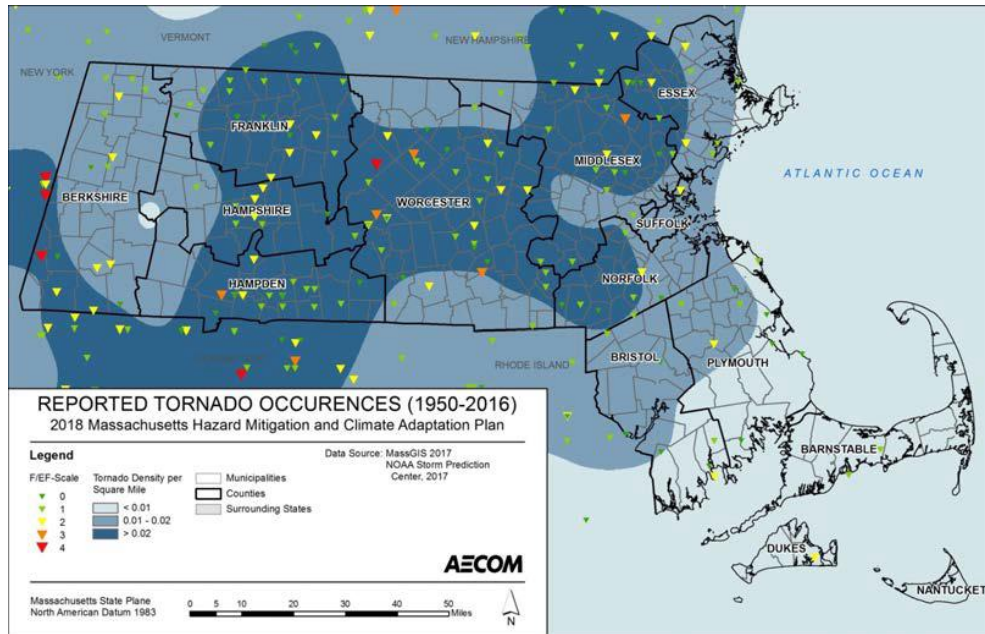 VERMONT
NEW HAMPSHIRE
NEW YORK
ESSEX
FRANKLIN
MIDDLESEX
ATLANTIC OCEAN
BERKSHIRE
HAMPSHIRE
WORCESTER
SUFFOLK
NORFOLK
HAMPDEN
RHODE ISLAND
BRISTOL
PLYMOUTH
BARNSTABLE
DUKES
NANTUCKET
REPORTED TORNADO OCCURENCES (1950-2016)
2018 Massachusetts Hazard Mitigation and Climate Adaptation Plan
Legend
Data Source: MassGIS 2017
NOAA Storm Prediction
Center, 2017
F/EF-Scale
0
1
2
3
4
Tornado Density per
Square Mile
< 0.01
0.01 - 0.02
> 0.02
Municipalities
Counties
Surrounding States
AECOM
Massachusetts State Plane
North American Datum 1983
0 5 10 20 30 40 50
Miles
N